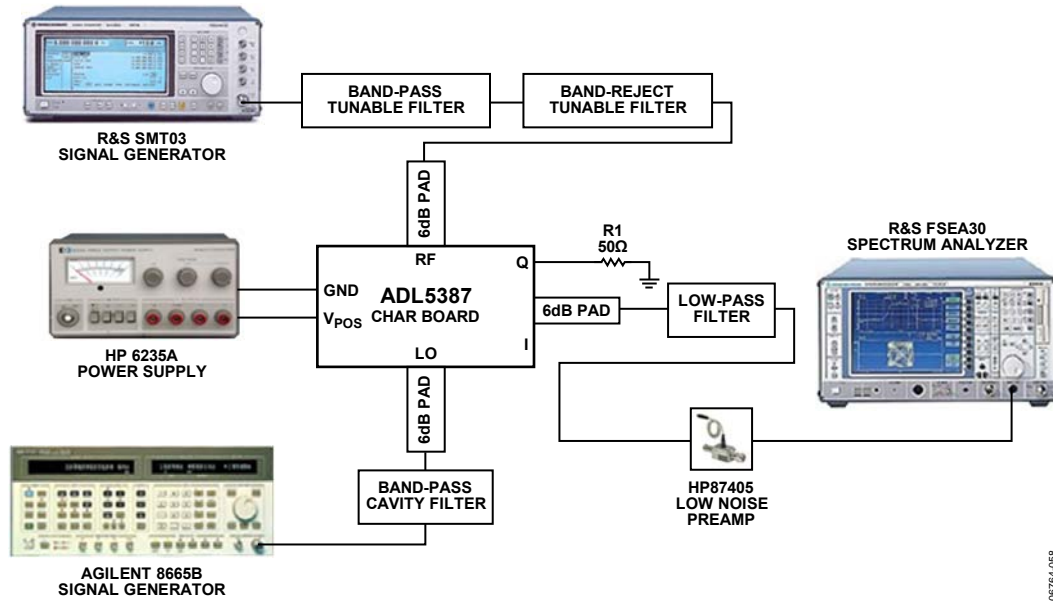 BAND-PASS
TUNABLE FILTER
BAND-REJECT
TUNABLE FILTER
R&S SMT03
SIGNAL GENERATOR
6dB PAD
R&S FSEA30
SPECTRUM ANALYZER
R1
50Ω
RF
Q
GND
ADL5387
CHAR BOARD
6dB PAD
LOW-PASS
FILTER
VPOS
I
LO
HP 6235A
POWER SUPPLY
6dB PAD
HP87405
LOW NOISE
PREAMP
BAND-PASS
CAVITY FILTER
AGILENT 8665B
SIGNAL GENERATOR
06764-058